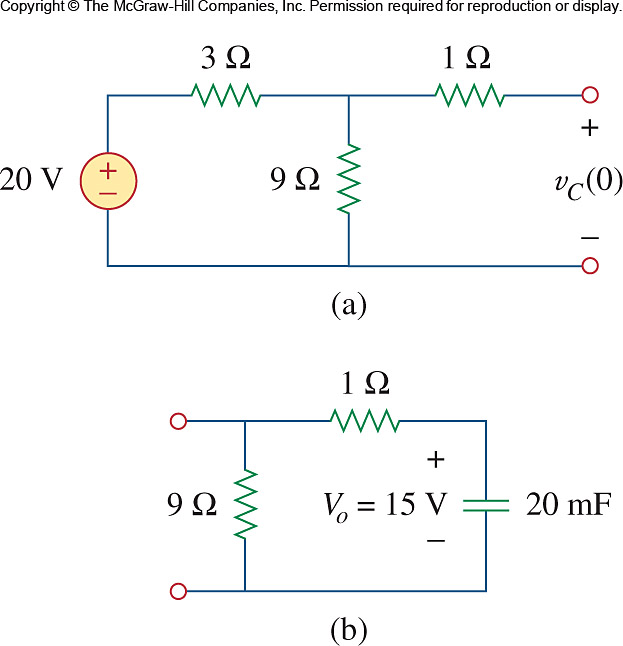 Copyright © The McGraw-Hill Companies, Inc. Permission required for reproduction or display.
3 Ω 1 Ω
+
20 V + − 9 Ω v_C(0)
−
(a)
1 Ω
+
9 Ω V_o = 15 V 20 mF
−
(b)